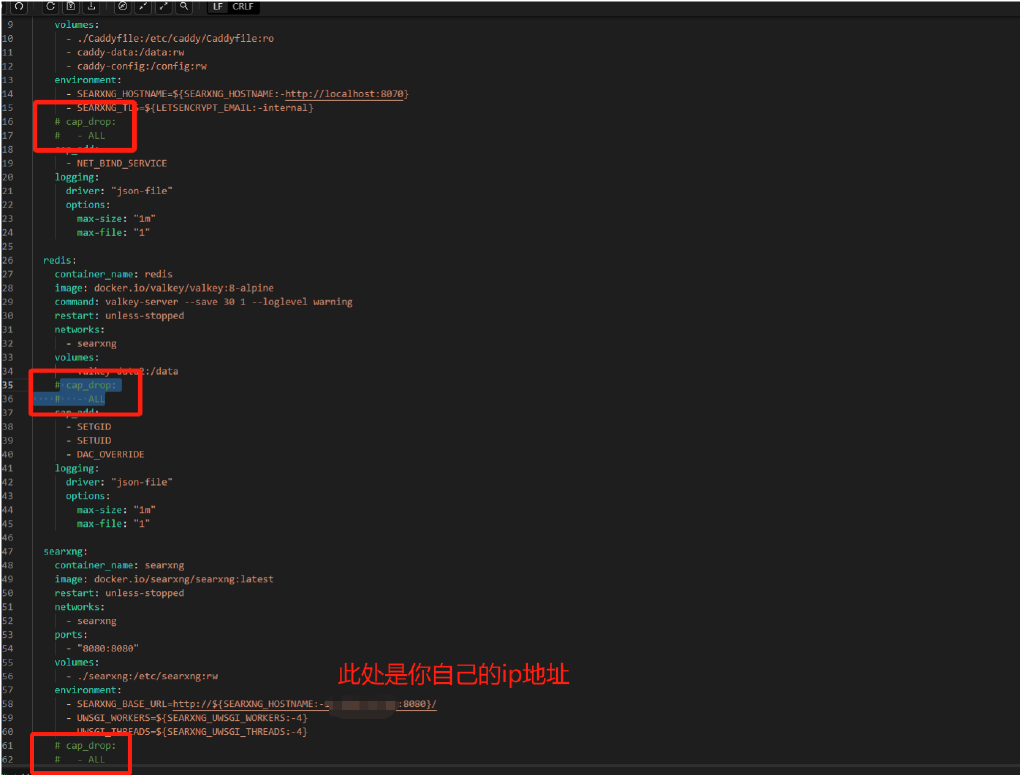 LF CRLF
9 volumes:
10 - ./Caddyfile:/etc/caddy/Caddyfile:ro
11 - caddy-data:/data:rw
12 - caddy-config:/config:rw
13 environment:
14 - SEARXNG_HOSTNAME=${SEARXNG_HOSTNAME:-http://localhost:8070}
15 - SEARXNG_TLS=${LETSENCRYPT_EMAIL:-internal}
16 # cap_drop:
17 # - ALL
18 cap_add:
19 - NET_BIND_SERVICE
20 logging:
21 driver: "json-file"
22 options:
23 max-size: "1m"
24 max-file: "1"
25
26 redis:
27 container_name: redis
28 image: docker.io/valkey/valkey:8-alpine
29 command: valkey-server --save 30 1 --loglevel warning
30 restart: unless-stopped
31 networks:
32 - searxng
33 volumes:
34 - valkey-data2:/data
35 # cap_drop:
36 # - ALL
37 cap_add:
38 - SETGID
39 - SETUID
40 - DAC_OVERRIDE
41 logging:
42 driver: "json-file"
43 options:
44 max-size: "1m"
45 max-file: "1"
46
47 searxng:
48 container_name: searxng
49 image: docker.io/searxng/searxng:latest
50 restart: unless-stopped
51 networks:
52 - searxng
53 ports:
54 - "8080:8080"
55 volumes:
56 - ./searxng:/etc/searxng:rw
此处是你自己的ip地址
57 environment:
58 - SEARXNG_BASE_URL=http://${SEARXNG_HOSTNAME:- :8080}/
59 - UWSGI_WORKERS=${SEARXNG_UWSGI_WORKERS:-4}
60 - UWSGI_THREADS=${SEARXNG_UWSGI_THREADS:-4}
61 # cap_drop:
62 # - ALL